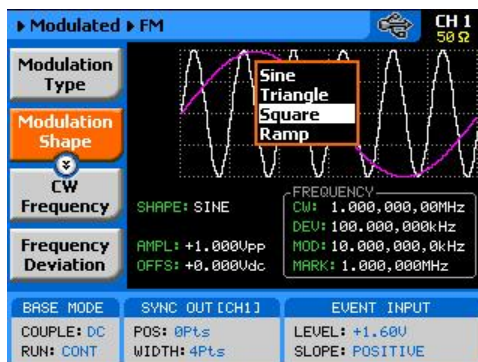 Modulated FM
CH 1
50 Ω
Modulation Type
Modulation Shape
CW Frequency
Frequency Deviation
Sine
Triangle
Square
Ramp
SHAPE: SINE
AMPL: +1.000Vpp
OFFS: +0.000Vdc
FREQUENCY
CW: 1.000,000,00MHz
DEV: 100.000,000kHz
MOD: 10.000,000,0kHz
MARK: 1.000,000MHz
BASE MODE
COUPLE: DC
RUN: CONT
SYNC OUT [CH1]
POS: 0Pts
WIDTH: 4Pts
EVENT INPUT
LEVEL: +1.60V
SLOPE: POSITIVE